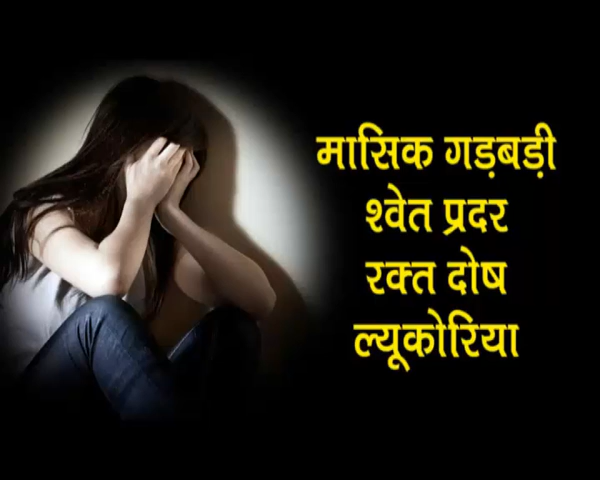 मासिक गड़बड़ी
श्वेत प्रदर
रक्त दोष
ल्यूकोरिया